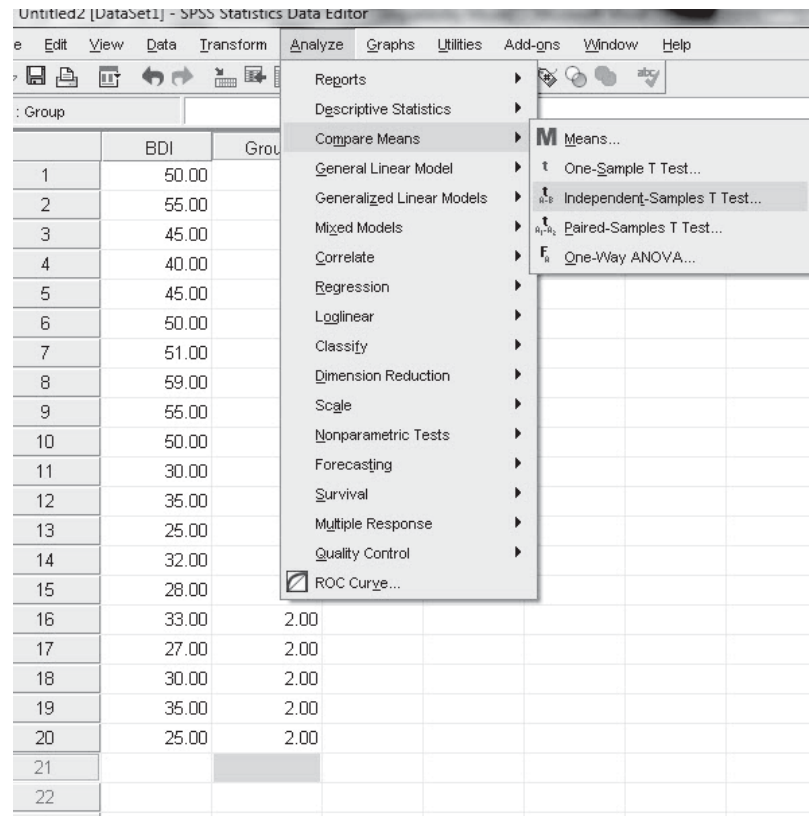 Untitled2 [DataSet1] - SPSS Statistics Data Editor
e Edit View Data Transform Analyze Graphs Utilities Add-ons Window Help
: Group
Reports
Descriptive Statistics
Compare Means
General Linear Model
Generalized Linear Models
Mixed Models
Correlate
Regression
Loglinear
Classify
Dimension Reduction
Scale
Nonparametric Tests
Forecasting
Survival
Multiple Response
Quality Control
ROC Curve...
M Means...
t One-Sample T Test...
Independent-Samples T Test...
Paired-Samples T Test...
One-Way ANOVA...
BDI Grou
1 50.00
2 55.00
3 45.00
4 40.00
5 45.00
6 50.00
7 51.00
8 59.00
9 55.00
10 50.00
11 30.00
12 35.00
13 25.00
14 32.00
15 28.00
16 33.00 2.00
17 27.00 2.00
18 30.00 2.00
19 35.00 2.00
20 25.00 2.00
21
22